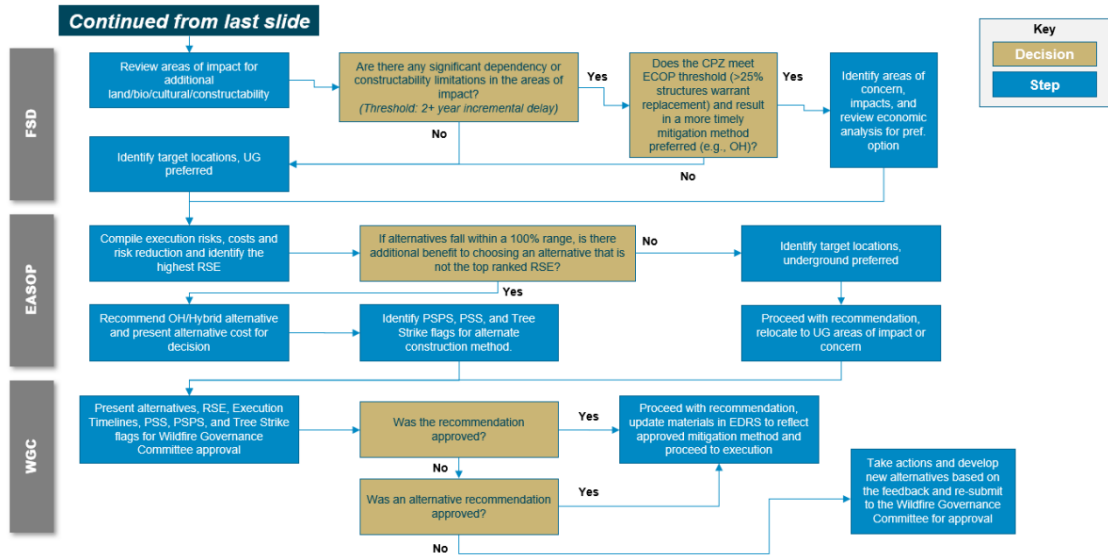 Continued from last slide
Key
Decision
Step
FSD
Review areas of impact for
additional
land/bio/cultural/constructability
Are there any significant dependency or
constructability limitations in the areas of
impact?
(Threshold: 2+ year incremental delay)
Yes
No
Does the CPZ meet
ECOP threshold (>25%
structures warrant
replacement) and result
in a more timely
mitigation method
preferred (e.g., OH)?
Yes
No
Identify areas of
concern,
impacts, and
review economic
analysis for pref.
option
Identify target locations, UG
preferred
EASOP
Compile execution risks, costs and
risk reduction and identify the
highest RSE
If alternatives fall within a 100% range, is there
additional benefit to choosing an alternative that is
not the top ranked RSE?
No
Yes
Identify target locations,
underground preferred
Recommend OH/Hybrid alternative
and present alternative cost for
decision
Identify PSPS, PSS, and Tree
Strike flags for alternate
construction method.
Proceed with recommendation,
relocate to UG areas of impact or
concern
WGC
Present alternatives, RSE, Execution
Timelines, PSS, PSPS, and Tree Strike
flags for Wildfire Governance
Committee approval
Was the recommendation
approved?
Yes
No
Proceed with recommendation,
update materials in EDRS to reflect
approved mitigation method and
proceed to execution
Was an alternative recommendation
approved?
Yes
No
Take actions and develop
new alternatives based on
the feedback and re-submit
to the Wildfire Governance
Committee for approval